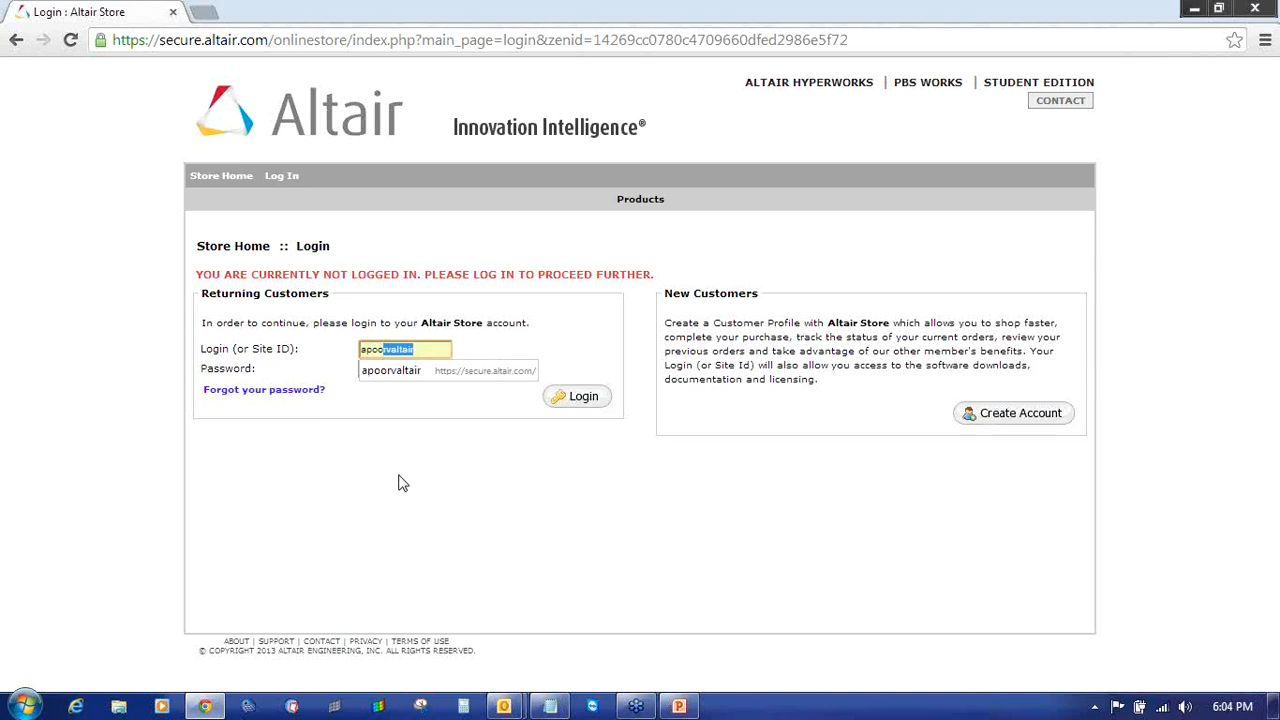 Login : Altair Store
https://secure.altair.com/onlinestore/index.php?main_page=login
id=14269cc0780c4709660dfed2986e5f72
ALTAIR HYPERWORKS | PBS WORKS | STUDENT EDITION
CONTACT
Altair
Innovation Intelligence®
Store Home Log In
Products
Store Home :: Login
YOU ARE CURRENTLY NOT LOGGED IN. PLEASE LOG IN TO PROCEED FURTHER.
Returning Customers
In order to continue, please login to your Altair Store account.
Login (or Site ID): apoorvaltair
Password:
apoorvaltair https://secure.altair.com/
Forgot your password?
Login
New Customers
Create a Customer Profile with Altair Store which allows you to shop faster,
complete your purchase, track the status of your current orders, review your
previous orders and take advantage of our other member's benefits. Your
Login (or Site Id) will also allow you access to the software downloads,
documentation and licensing.
Create Account
ABOUT | SUPPORT | CONTACT | PRIVACY | TERMS OF USE
© COPYRIGHT 2013 ALTAIR ENGINEERING, INC. ALL RIGHTS RESERVED.
6:04 PM